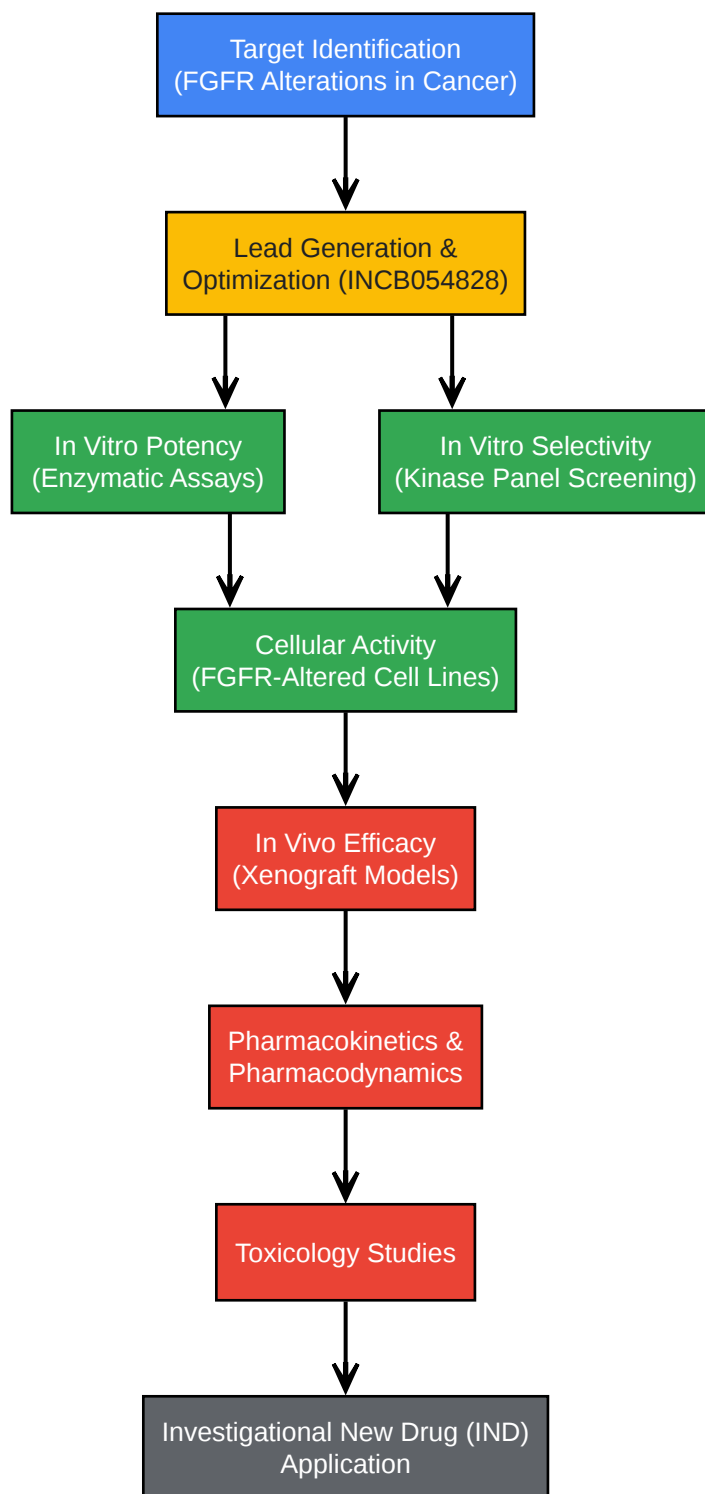 Target Identification
(FGFR Alterations in Cancer)
Lead Generation &
Optimization (INCB054828)
In Vitro Potency
(Enzymatic Assays)
In Vitro Selectivity
(Kinase Panel Screening)
Cellular Activity
(FGFR-Altered Cell Lines)
In Vivo Efficacy
(Xenograft Models)
Pharmacokinetics &
Pharmacodynamics
Toxicology Studies
Investigational New Drug (IND)
Application